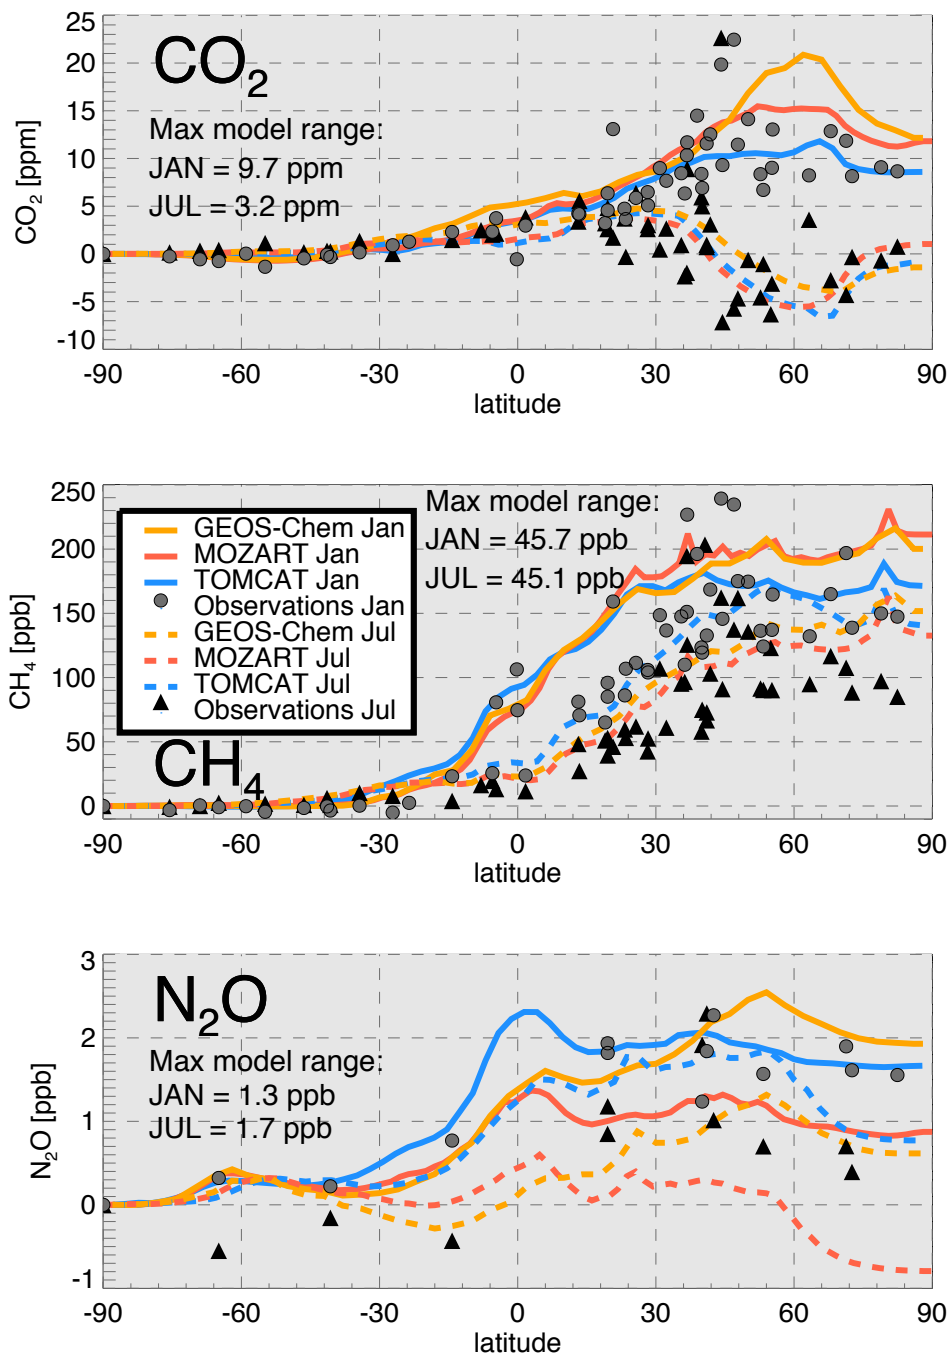 25
20
15
10
5
0
-5
-10
CO₂ [ppm]
CO₂
Max model range:
JAN = 9.7 ppm
JUL = 3.2 ppm
-90 -60 -30 0 30 60 90
latitude
250
200
150
100
50
0
CH₄ [ppb]
Max model range:
JAN = 45.7 ppb
JUL = 45.1 ppb
GEOS-Chem Jan
MOZART Jan
TOMCAT Jan
Observations Jan
GEOS-Chem Jul
MOZART Jul
TOMCAT Jul
Observations Jul
CH₄
-90 -60 -30 0 30 60 90
latitude
3
2
1
0
-1
N₂O [ppb]
N₂O
Max model range:
JAN = 1.3 ppb
JUL = 1.7 ppb
-90 -60 -30 0 30 60 90
latitude